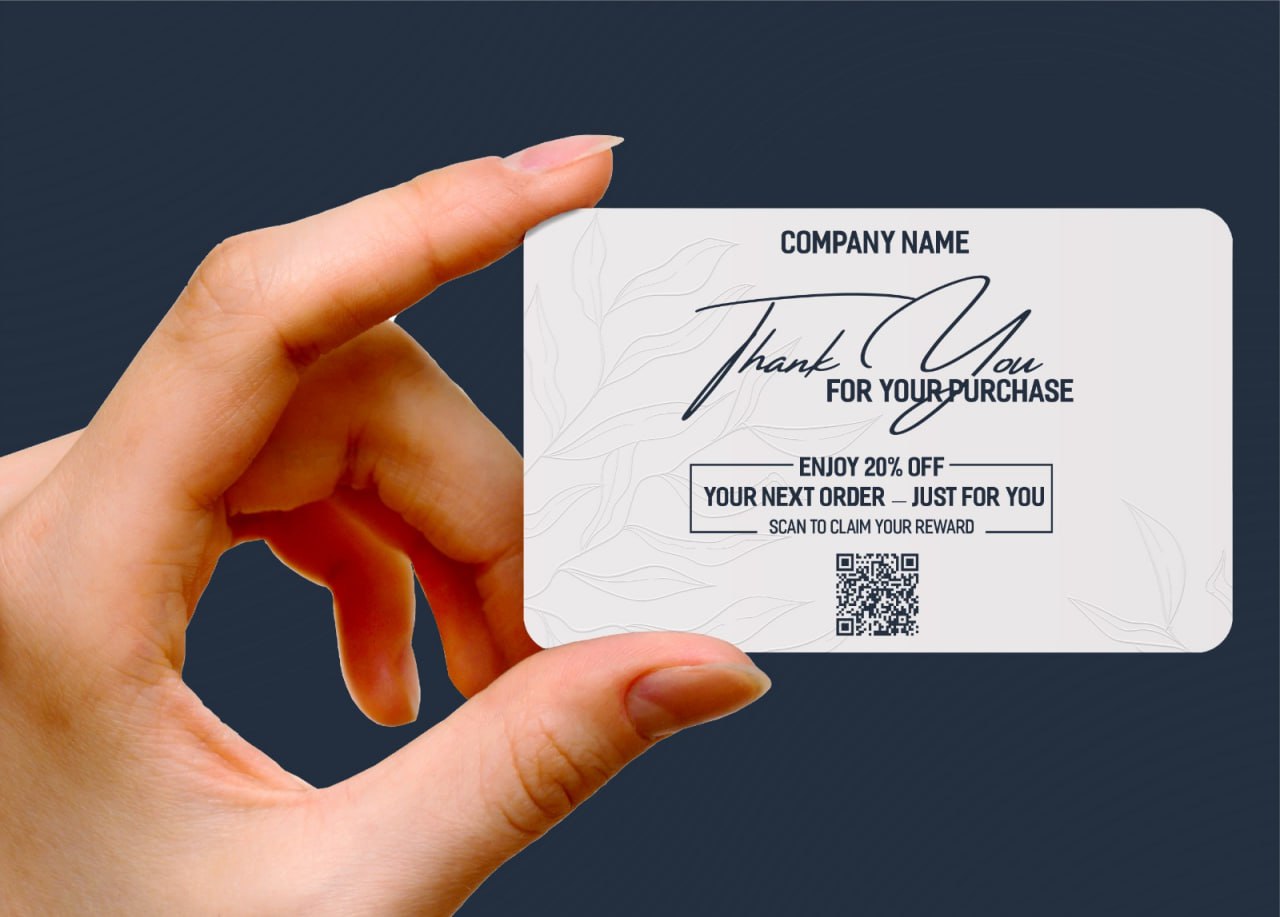 COMPANY NAME
Thank You
FOR YOUR PURCHASE
ENJOY 20% OFF
YOUR NEXT ORDER – JUST FOR YOU
SCAN TO CLAIM YOUR REWARD